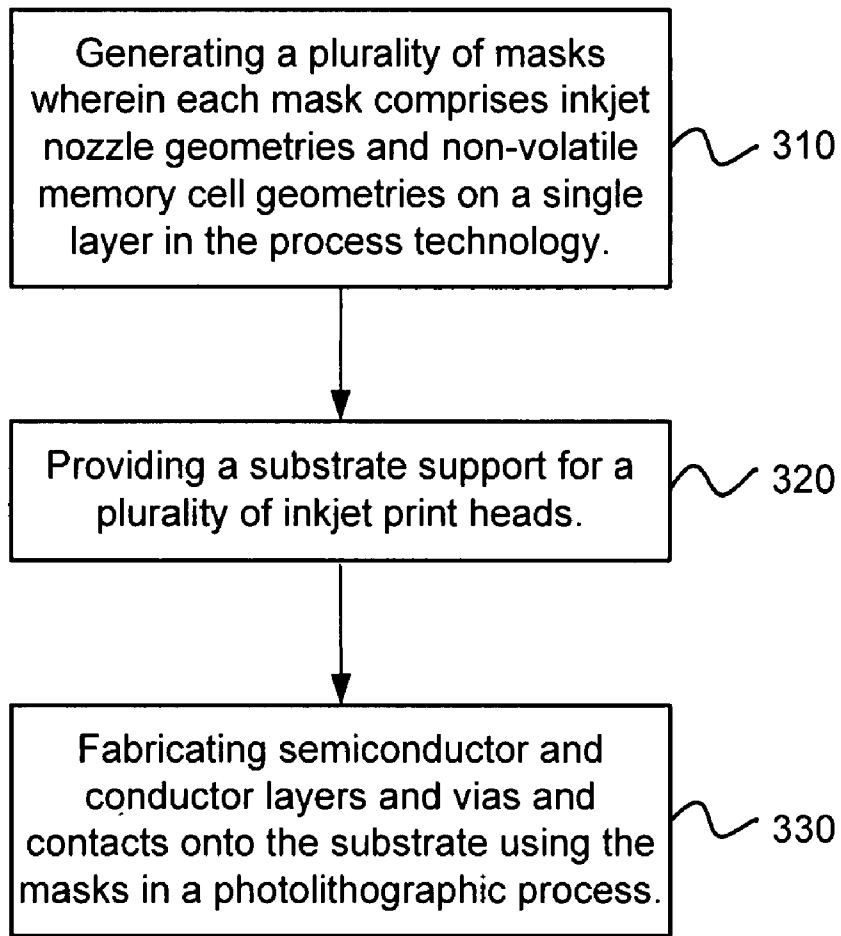 Generating a plurality of masks
wherein each mask comprises inkjet
nozzle geometries and non-volatile
memory cell geometries on a single
layer in the process technology.
310
Providing a substrate support for a
plurality of inkjet print heads.
320
Fabricating semiconductor and
conductor layers and vias and
contacts onto the substrate using the
masks in a photolithographic process.
330